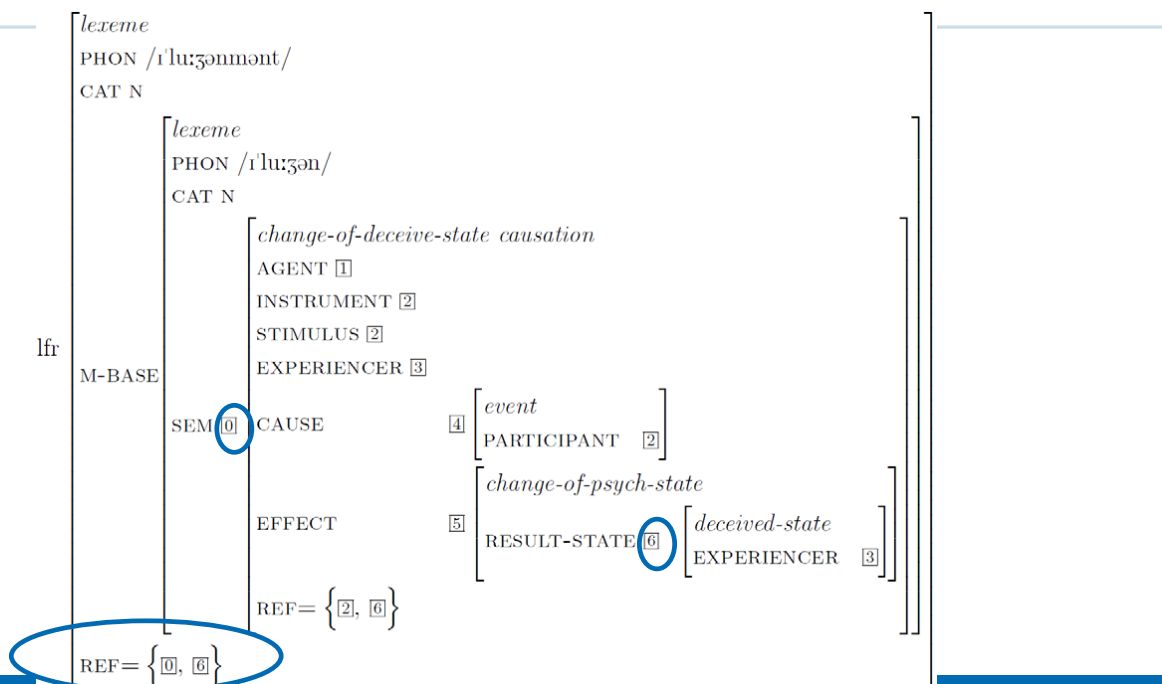 lexeme
PHON /ɪˈluːʒənmənt/
CAT N
lexeme
PHON /ɪˈluːʒən/
CAT N
change-of-deceive-state causation
AGENT 1
INSTRUMENT 2
STIMULUS 2
lfr
EXPERIENCER 3
M-BASE
SEM 0 CAUSE 4 event
PARTICIPANT 2
change-of-psych-state
EFFECT 5
RESULT-STATE 6 deceived-state
EXPERIENCER 3
REF= {2, 6}
REF= {0, 6}